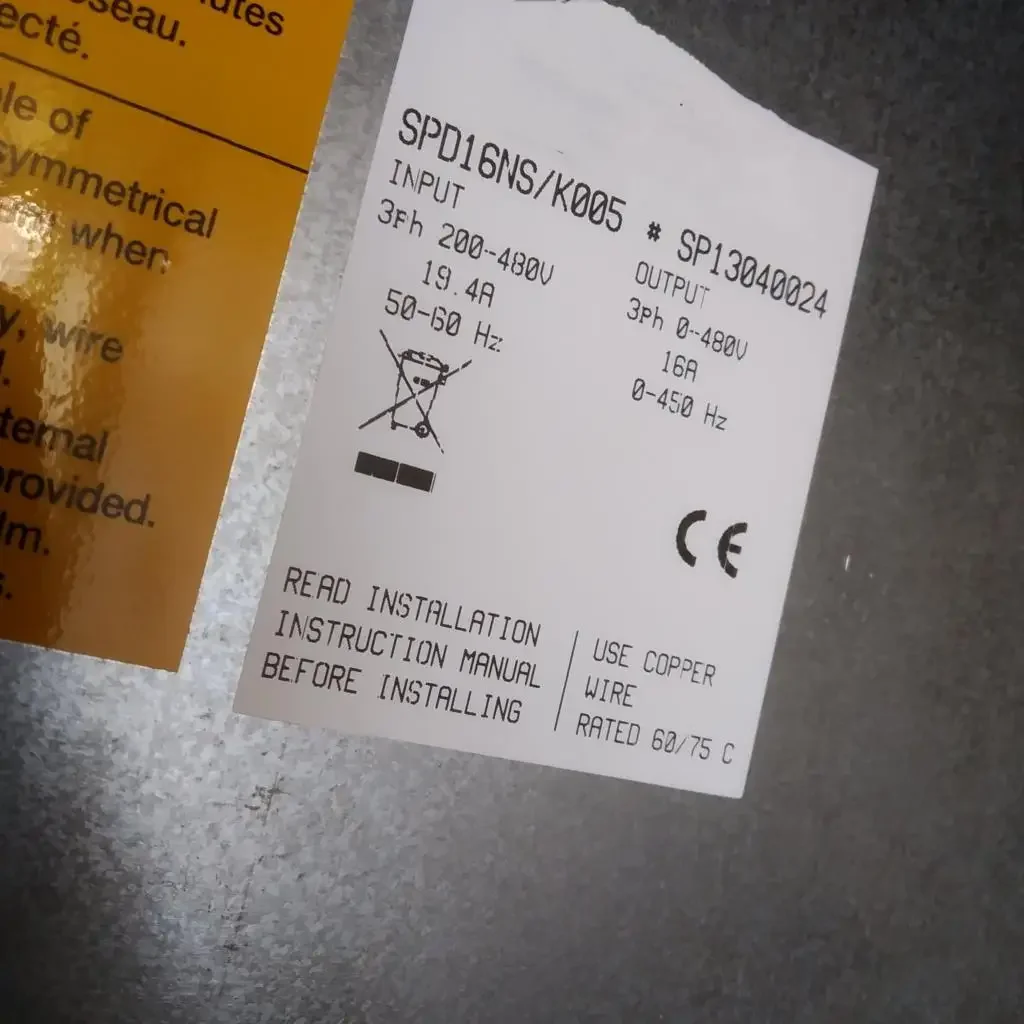 ecté.
seau.
utes
le of
symmetrical
when
y, wire
ternal
provided.
lm.
SPD16NS/K005 # SP13040024
INPUT
3Ph 200-480V
19.4A
50-60 Hz
OUTPUT
3Ph 0-480V
16A
0-450 Hz
CE
READ INSTALLATION
INSTRUCTION MANUAL
BEFORE INSTALLING
USE COPPER
WIRE
RATED 60/75 C